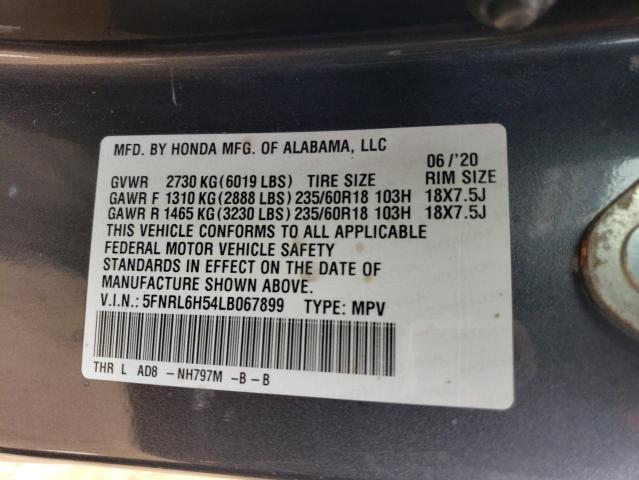 MFD. BY HONDA MFG. OF ALABAMA, LLC 06/'20
GVWR 2730 KG (6019 LBS) TIRE SIZE RIM SIZE
GAWR F 1310 KG (2888 LBS) 235/60R18 103H 18X7.5J
GAWR R 1465 KG (3230 LBS) 235/60R18 103H 18X7.5J
THIS VEHICLE CONFORMS TO ALL APPLICABLE
FEDERAL MOTOR VEHICLE SAFETY
STANDARDS IN EFFECT ON THE DATE OF
MANUFACTURE SHOWN ABOVE.
V.I.N.: 5FNRL6H54LB067899 TYPE: MPV
THR L AD8 - NH797M - B - B